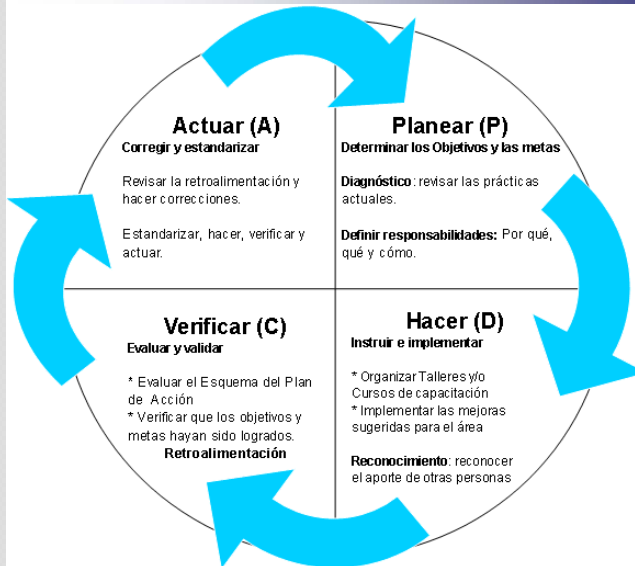 Actuar (A)
Corregir y estandarizar
Revisar la retroalimentación y
hacer correcciones.
Estandarizar, hacer, verificar y
actuar.
Planear (P)
Determinar los Objetivos y las metas
Diagnóstico: revisar las prácticas
actuales.
Definir responsabilidades: Por qué,
qué y cómo.
Verificar (C)
Evaluar y validar
* Evaluar el Esquema del Plan
de Acción
* Verificar que los objetivos y
metas hayan sido logrados.
Retroalimentación
Hacer (D)
Instruir e implementar
* Organizar Talleres y/o
Cursos de capacitación
* Implementar las mejoras
sugeridas para el área
Reconocimiento: reconocer
el aporte de otras personas